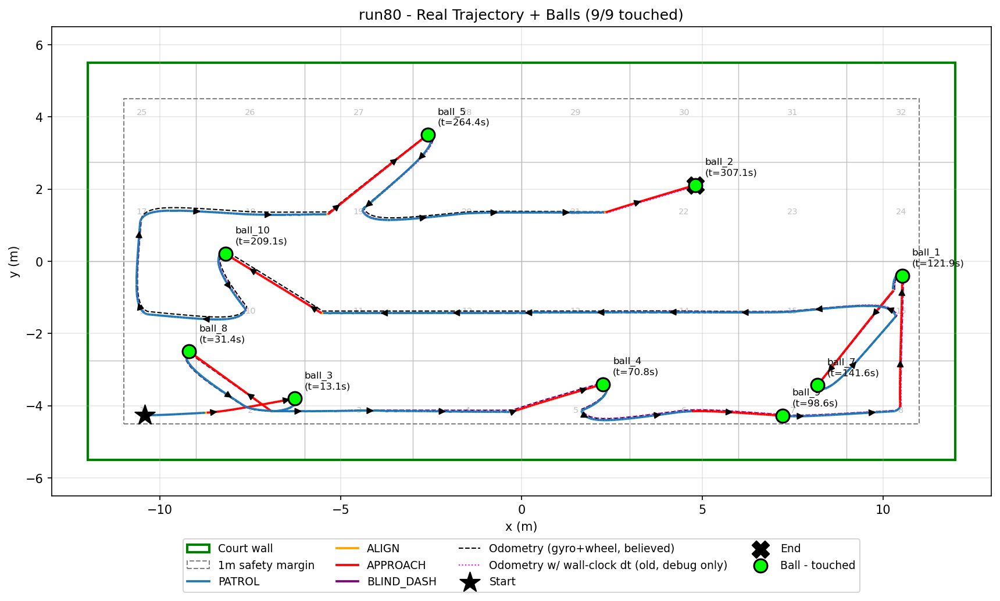 run80 - Real Trajectory + Balls (9/9 touched)
6
4
2
0
−2
−4
−6
y (m)
25
26
27
28
29
30
31
32
ball_5
(t=264.4s)
ball_2
(t=307.1s)
17
18
19
20
21
22
23
24
ball_10
(t=209.1s)
ball_1
(t=121.9s)
10
11
12
13
14
15
16
ball_8
(t=31.4s)
ball_3
(t=13.1s)
ball_4
(t=70.8s)
ball_7
(t=141.6s)
ball_9
(t=98.6s)
2
3
4
5
6
7
8
−10
−5
0
5
10
x (m)
Court wall
1m safety margin
PATROL
ALIGN
APPROACH
BLIND_DASH
Odometry (gyro+wheel, believed)
Odometry w/ wall-clock dt (old, debug only)
Start
End
Ball - touched